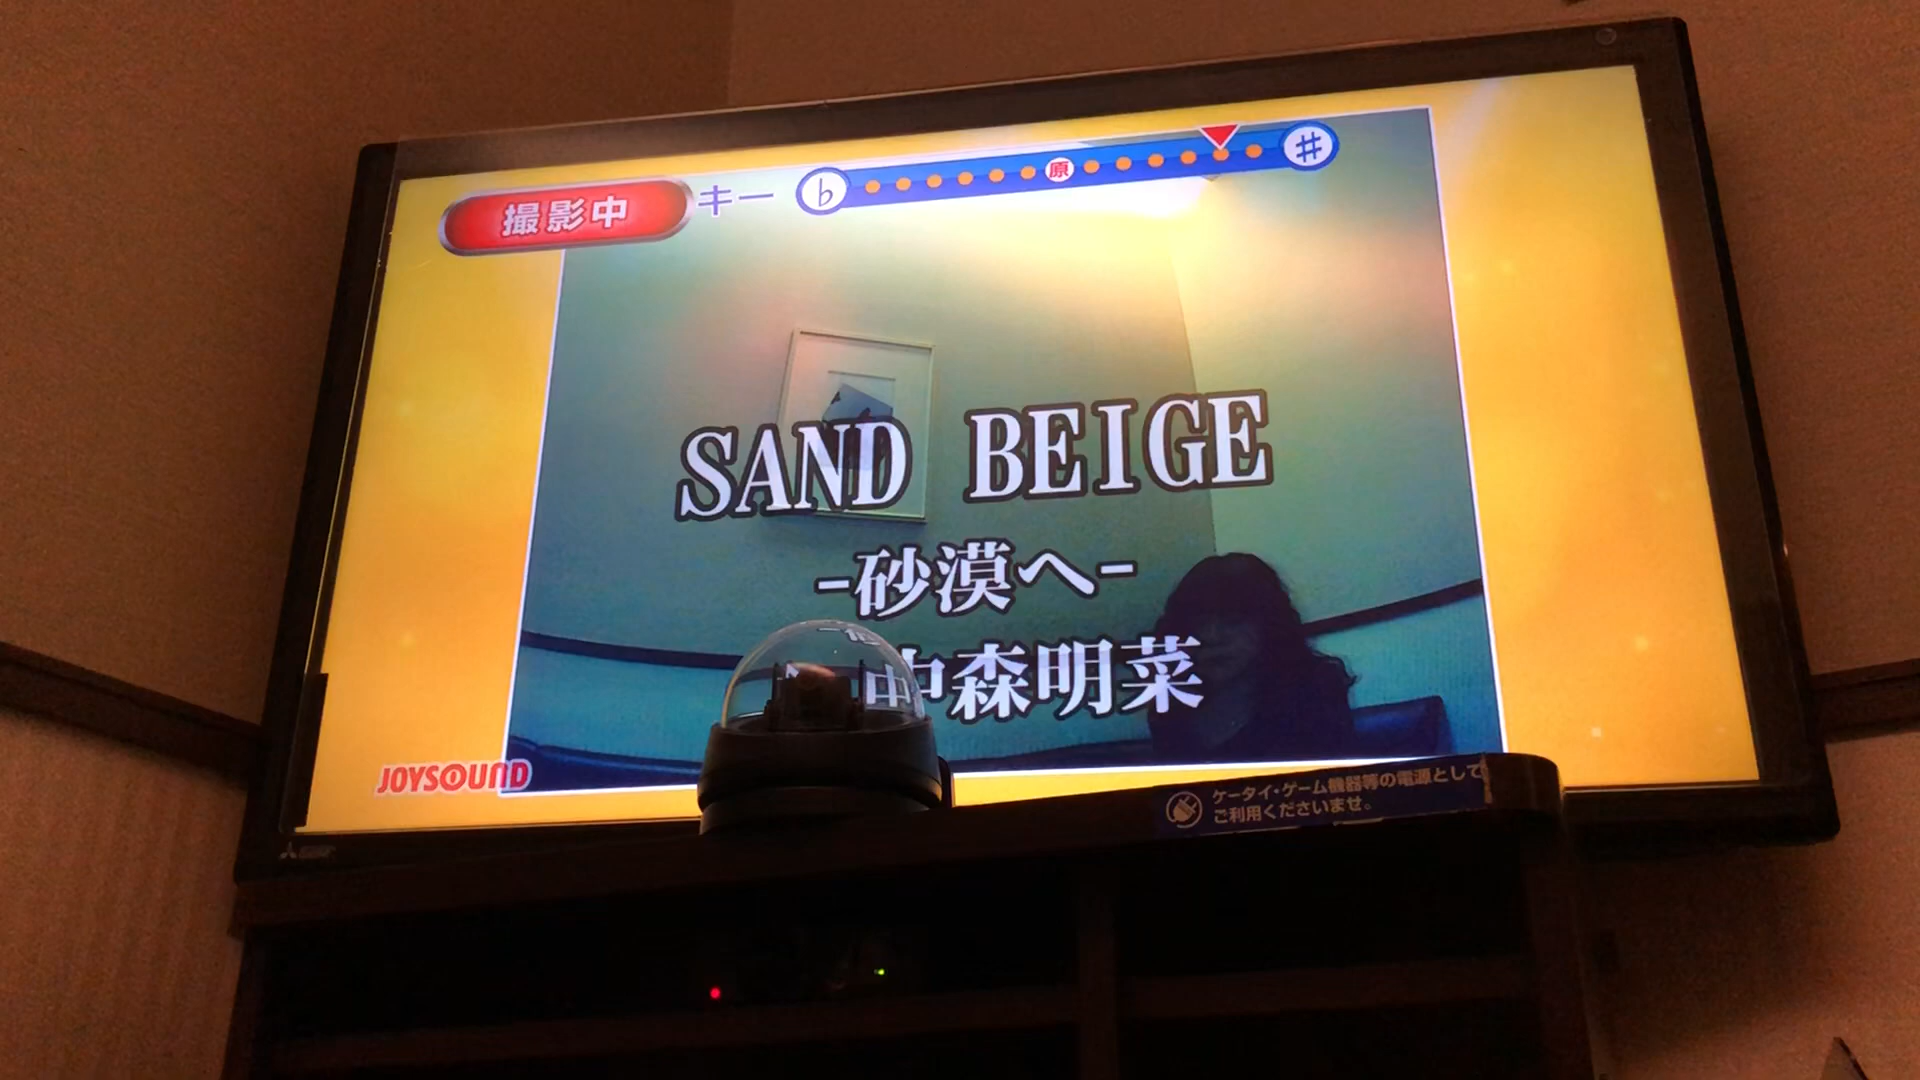 撮影中 キー ♭ 原 ♯
SAND BEIGE
-砂漠へ-
中森明菜
JOYSOUND
ケータイ・ゲーム機器等の電源として
ご利用くださいませ。